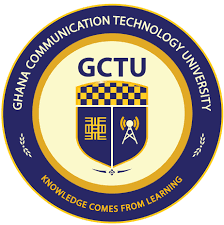 GHANA COMMUNICATION TECHNOLOGY UNIVERSITY
GCTU
KNOWLEDGE COMES FROM LEARNING